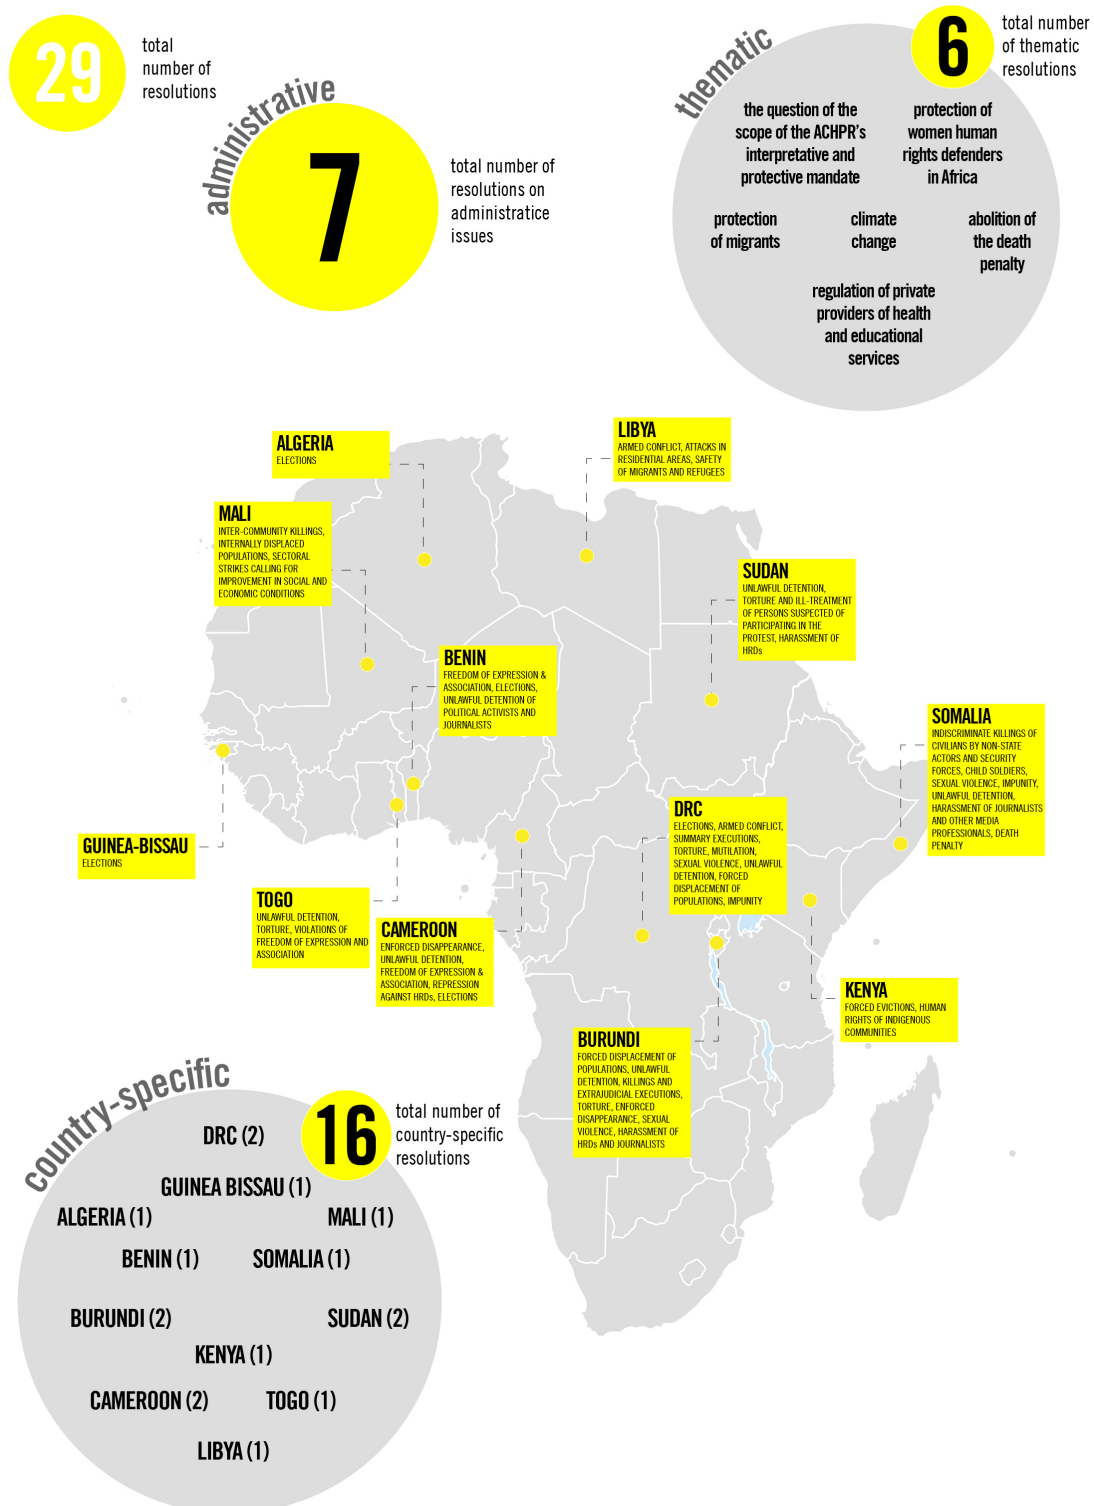 29
total
number of
resolutions
administrative
7
total number of
resolutions on
administratice
issues
thematic
6
total number
of thematic
resolutions
the question of the
scope of the ACHPR's
interpretative and
protective mandate
protection of
women human
rights defenders
in Africa
protection
of migrants
climate
change
abolition of
the death
penalty
regulation of private
providers of health
and educational
services
ALGERIA
ELECTIONS
LIBYA
ARMED CONFLICT, ATTACKS IN
RESIDENTIAL AREAS, SAFETY
OF MIGRANTS AND REFUGEES
MALI
INTER-COMMUNITY KILLINGS,
INTERNALLY DISPLACED
POPULATIONS, SECTORAL
STRIKES CALLING FOR
IMPROVEMENT IN SOCIAL AND
ECONOMIC CONDITIONS
SUDAN
UNLAWFUL DETENTION,
TORTURE AND ILL-TREATMENT
OF PERSONS SUSPECTED OF
PARTICIPATING IN THE
PROTEST, HARASSMENT OF
HRDs
BENIN
FREEDOM OF EXPRESSION &
ASSOCIATION, ELECTIONS,
UNLAWFUL DETENTION OF
POLITICAL ACTIVISTS AND
JOURNALISTS
SOMALIA
INDISCRIMINATE KILLINGS OF
CIVILIANS BY NON-STATE
ACTORS AND SECURITY
FORCES, CHILD SOLDIERS,
SEXUAL VIOLENCE, IMPUNITY,
UNLAWFUL DETENTION,
HARASSMENT OF JOURNALISTS
AND OTHER MEDIA
PROFESSIONALS, DEATH
PENALTY
DRC
ELECTIONS, ARMED CONFLICT,
SUMMARY EXECUTIONS,
TORTURE, MUTILATION,
SEXUAL VIOLENCE, UNLAWFUL
DETENTION, FORCED
DISPLACEMENT OF
POPULATIONS, IMPUNITY
GUINEA-BISSAU
ELECTIONS
TOGO
UNLAWFUL DETENTION,
TORTURE, VIOLATIONS OF
FREEDOM OF EXPRESSION AND
ASSOCIATION
CAMEROON
ENFORCED DISAPPEARANCE,
UNLAWFUL DETENTION,
FREEDOM OF EXPRESSION &
ASSOCIATION, REPRESSION
AGAINST HRDs, ELECTIONS
KENYA
FORCED EVICTIONS, HUMAN
RIGHTS OF INDIGENOUS
COMMUNITIES
BURUNDI
FORCED DISPLACEMENT OF
POPULATIONS, UNLAWFUL
DETENTION, KILLINGS AND
EXTRAJUDICIAL EXECUTIONS,
TORTURE, ENFORCED
DISAPPEARANCE, SEXUAL
VIOLENCE, HARASSMENT OF
HRDs AND JOURNALISTS
country-specific
16
total number of
country-specific
resolutions
DRC (2)
GUINEA BISSAU (1)
ALGERIA (1)
MALI (1)
BENIN (1)
SOMALIA (1)
BURUNDI (2)
SUDAN (2)
KENYA (1)
CAMEROON (2)
TOGO (1)
LIBYA (1)